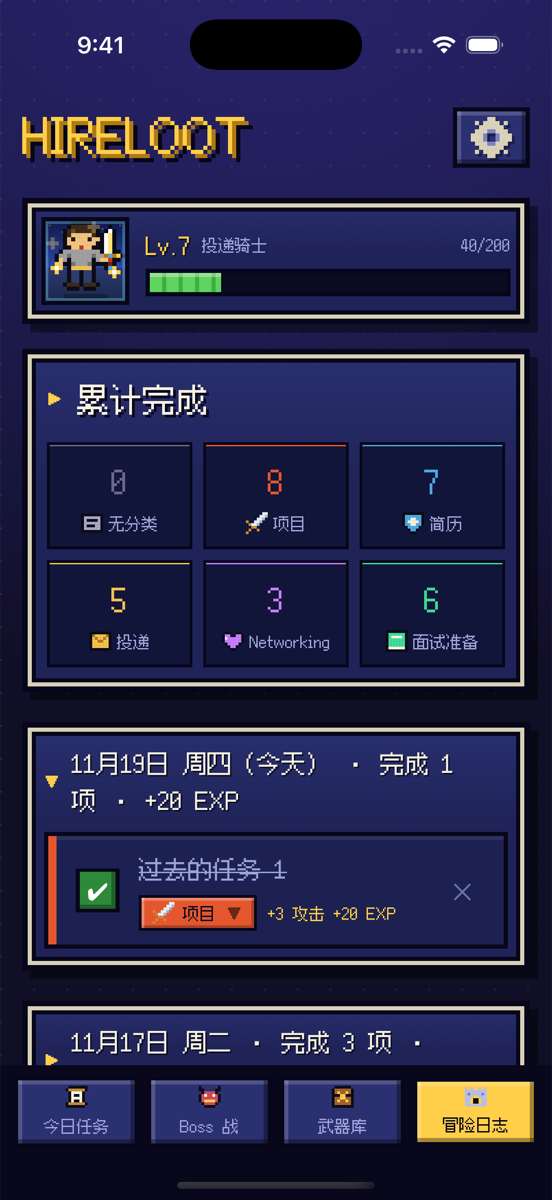 9:41
HIRELOOT
Lv.7 投递骑士 40/200
累计完成
0 8 7
无分类 项目 简历
5 3 6
投递 Networking 面试准备
11月19日 周四（今天） · 完成 1
项 · +20 EXP
过去的任务 1
项目 +3 攻击 +20 EXP
11月17日 周二 · 完成 3 项 ·
今日任务 Boss 战 武器库 冒险日志